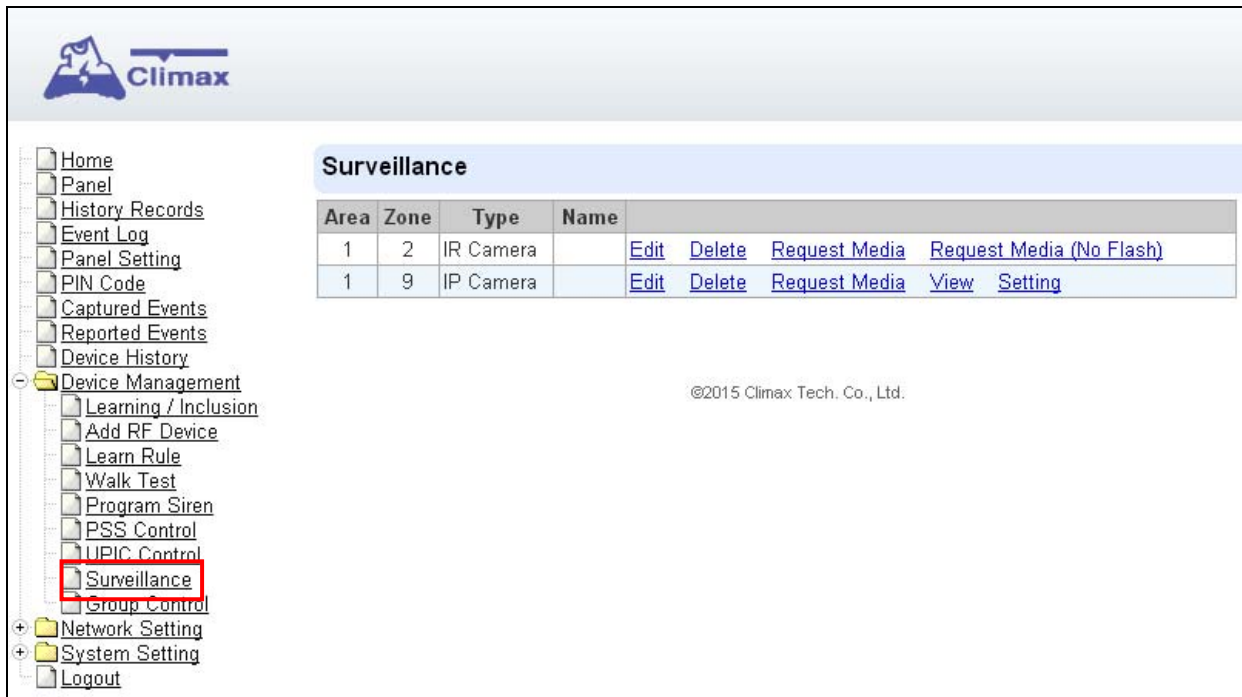 Climax
Home
Panel
History Records
Event Log
Panel Setting
PIN Code
Captured Events
Reported Events
Device History
Device Management
Learning / Inclusion
Add RF Device
Learn Rule
Walk Test
Program Siren
PSS Control
UPIC Control
Surveillance
Group Control
Network Setting
System Setting
Logout
Surveillance
Area Zone Type Name
1 2 IR Camera Edit Delete Request Media Request Media (No Flash)
1 9 IP Camera Edit Delete Request Media View Setting
©2015 Climax Tech. Co., Ltd.